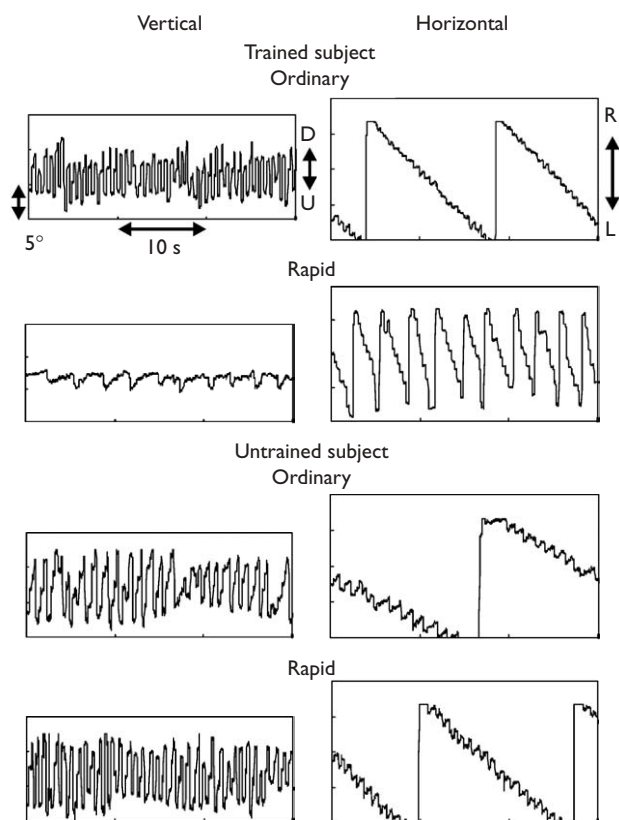 Vertical Horizontal
Trained subject
Ordinary
D R
U L
5° 10 s
Rapid
Untrained subject
Ordinary
Rapid